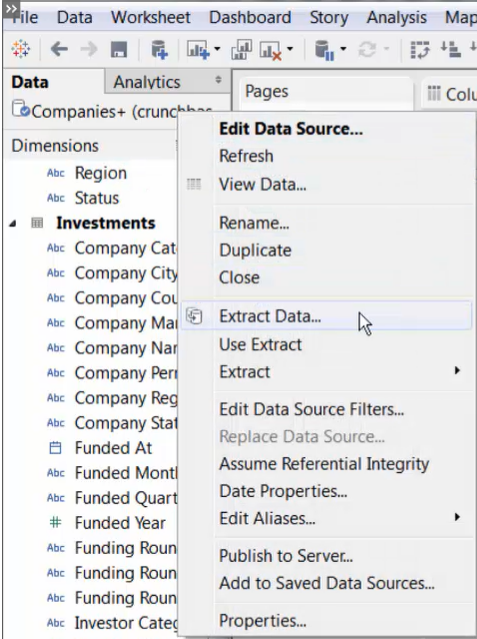 File Data Worksheet Dashboard Story Analysis Map
Data Analytics
Pages
Colu
Companies+ (crunchbas
Dimensions
Abc Region
Abc Status
Investments
Abc Company Cat
Abc Company City
Abc Company Cou
Abc Company Mar
Abc Company Nar
Abc Company Perr
Abc Company Reg
Abc Company Stat
Funded At
Abc Funded Montl
Abc Funded Quart
# Funded Year
Abc Funding Roun
Abc Funding Roun
Abc Funding Roun
Abc Investor Categ
Edit Data Source...
Refresh
View Data...
Rename...
Duplicate
Close
Extract Data...
Use Extract
Extract
Edit Data Source Filters...
Replace Data Source...
Assume Referential Integrity
Date Properties...
Edit Aliases...
Publish to Server...
Add to Saved Data Sources...
Properties...